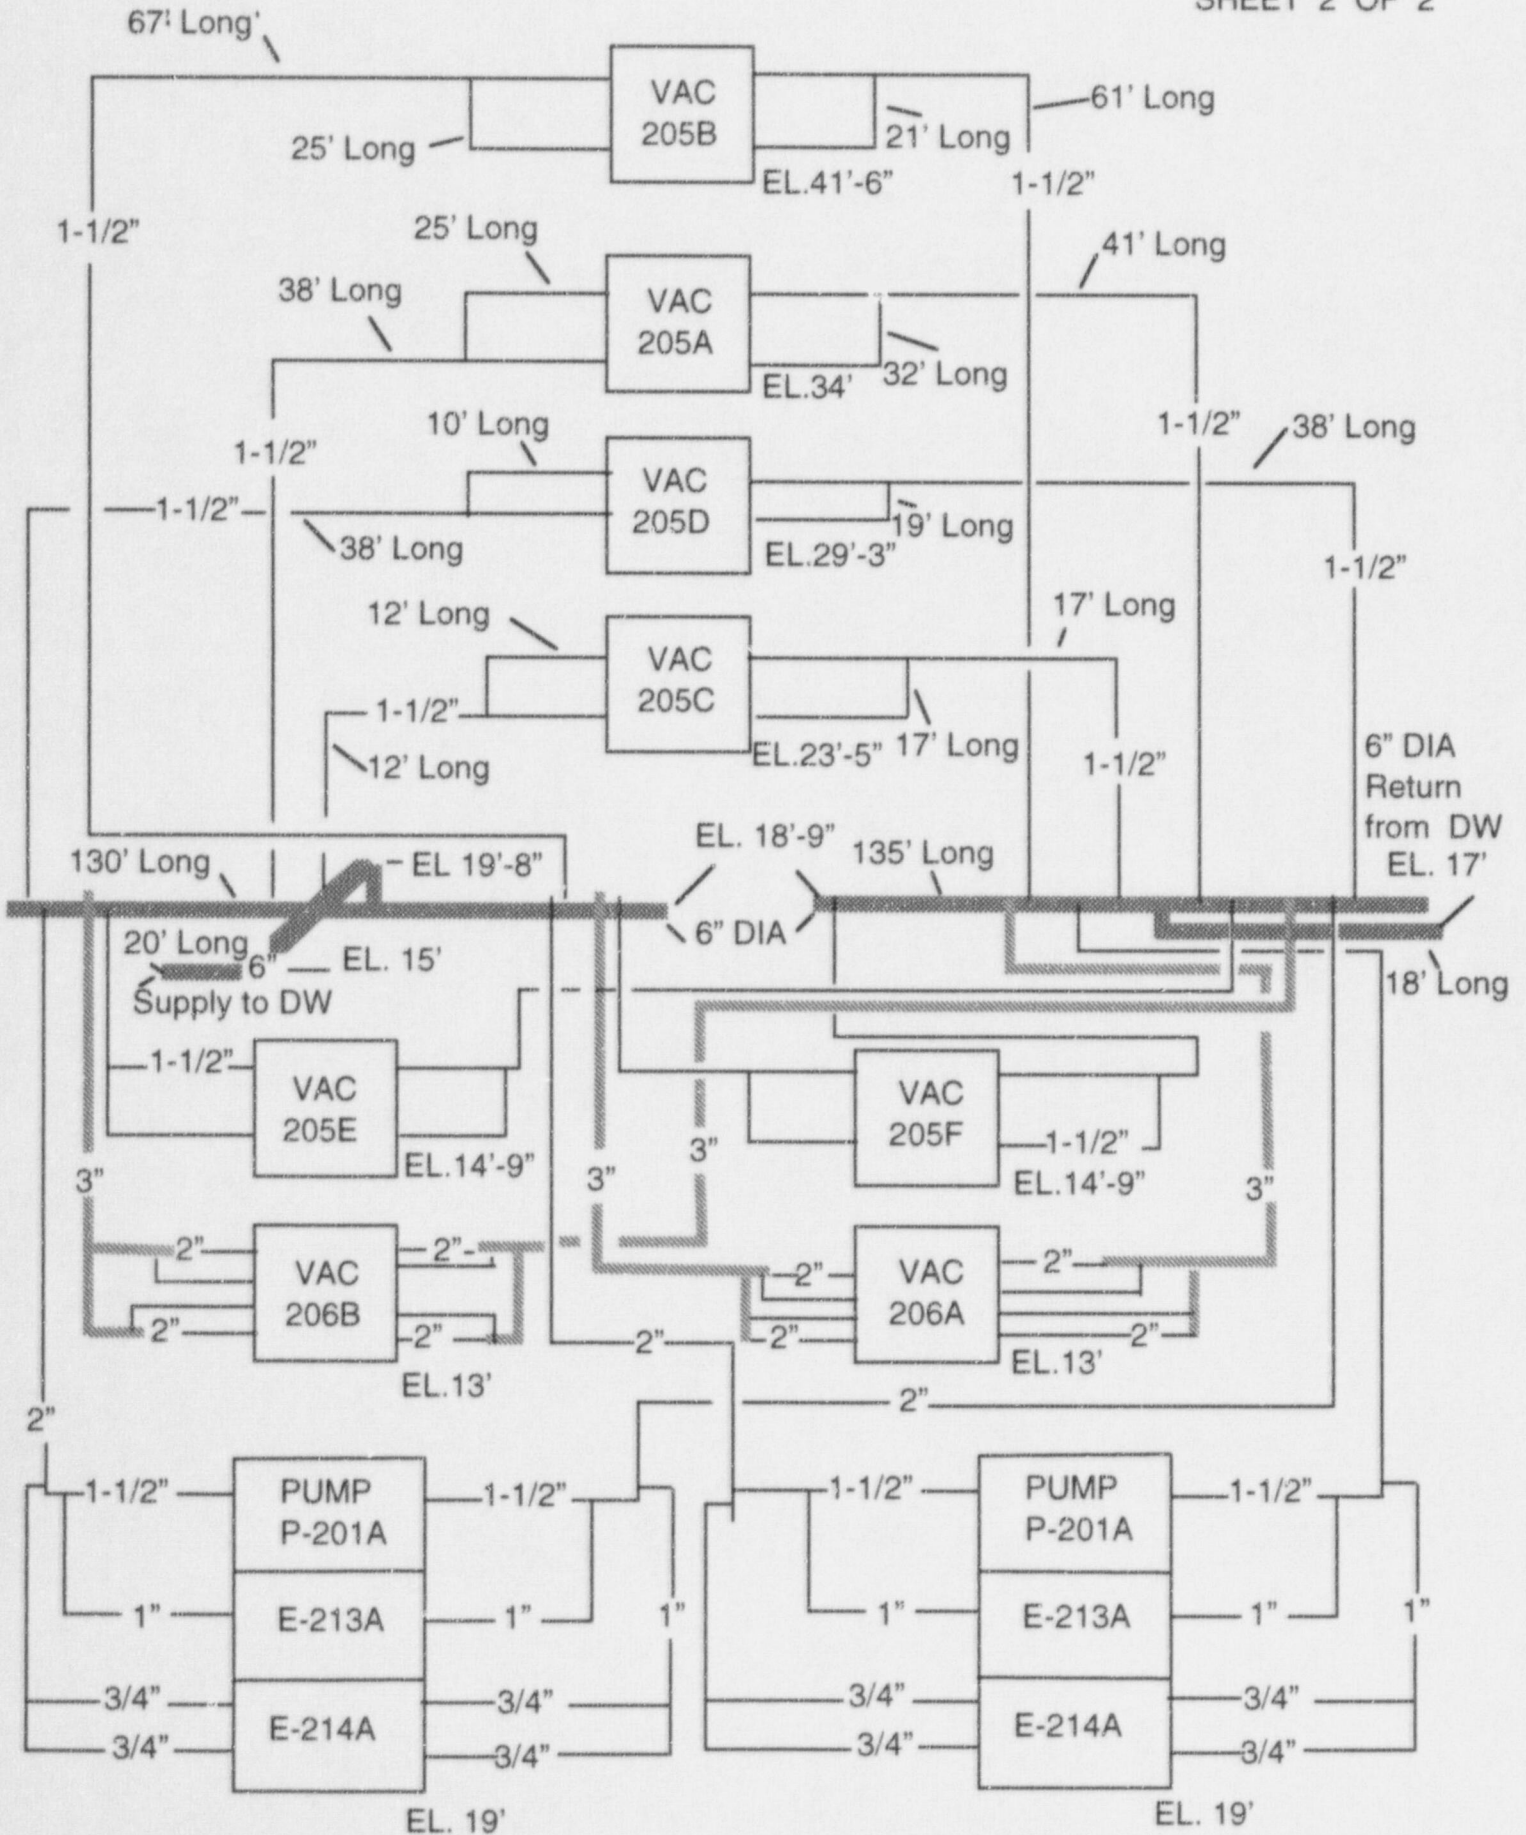 SHEET 2 OF 2
67' Long'
VAC
205B
61' Long
25' Long
21' Long
EL.41'-6"
1-1/2"
1-1/2"
25' Long
41' Long
38' Long
VAC
205A
32' Long
EL.34'
10' Long
1-1/2"
38' Long
1-1/2"
VAC
205D
1-1/2"
19' Long
38' Long
EL.29'-3"
1-1/2"
12' Long
17' Long
VAC
205C
1-1/2"
17' Long
EL.23'-5"
12' Long
1-1/2"
6" DIA
Return
from DW
EL. 17'
EL. 18'-9"
130' Long
EL 19'-8"
135' Long
6" DIA
20' Long
6"
EL. 15'
Supply to DW
18' Long
1-1/2"
VAC
205E
EL.14'-9"
VAC
205F
1-1/2"
EL.14'-9"
3"
3"
3"
3"
2"
2"
VAC
206B
2"
2"
EL.13'
2"
2"
VAC
206A
2"
2"
EL.13'
2"
2"
2"
1-1/2"
PUMP
P-201A
1-1/2"
1-1/2"
PUMP
P-201A
1-1/2"
1"
E-213A
1"
1"
1"
E-213A
1"
1"
3/4"
3/4"
E-214A
3/4"
3/4"
3/4"
3/4"
E-214A
3/4"
3/4"
EL. 19'
EL. 19'